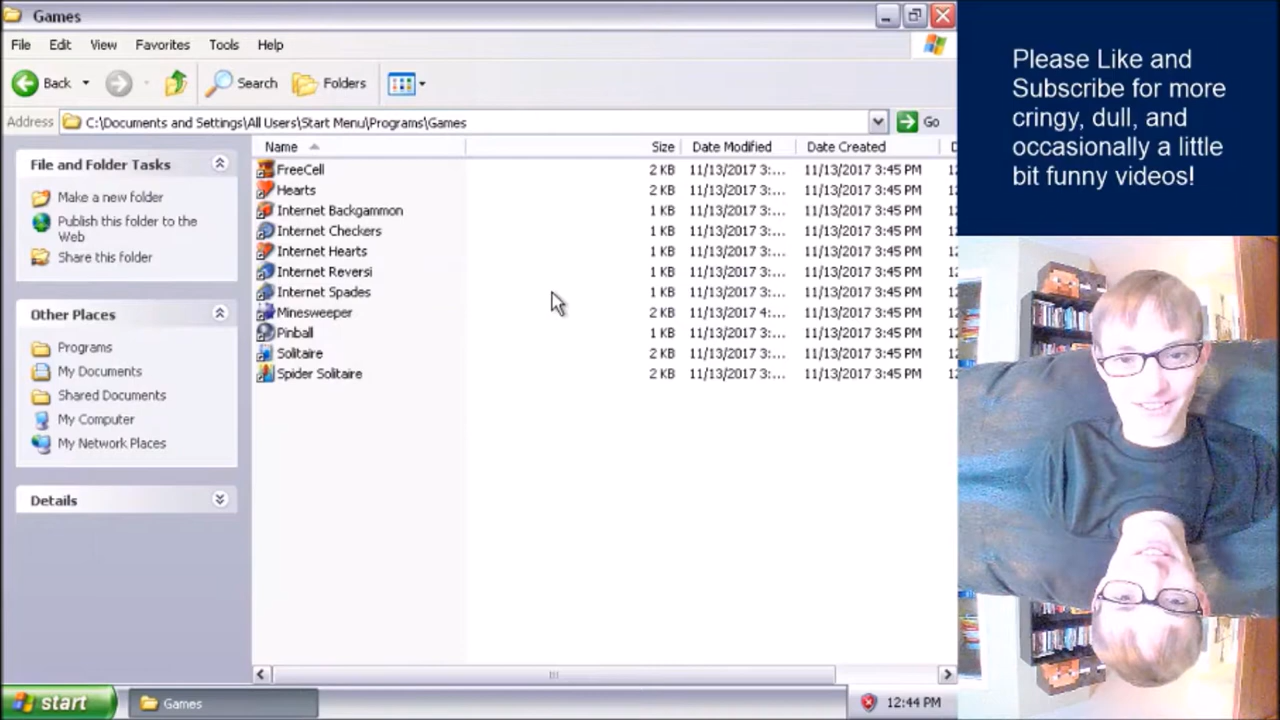 Games
File Edit View Favorites Tools Help
Back Search Folders
Address C:\Documents and Settings\All Users\Start Menu\Programs\Games Go
File and Folder Tasks
Make a new folder
Publish this folder to the
Web
Share this folder
Other Places
Programs
My Documents
Shared Documents
My Computer
My Network Places
Details
Name Size Date Modified Date Created D
FreeCell 2 KB 11/13/2017 3:... 11/13/2017 3:45 PM 12
Hearts 2 KB 11/13/2017 3:... 11/13/2017 3:45 PM 12
Internet Backgammon 1 KB 11/13/2017 3:... 11/13/2017 3:45 PM 12
Internet Checkers 1 KB 11/13/2017 3:... 11/13/2017 3:45 PM 12
Internet Hearts 1 KB 11/13/2017 3:... 11/13/2017 3:45 PM 12
Internet Reversi 1 KB 11/13/2017 3:... 11/13/2017 3:45 PM 12
Internet Spades 1 KB 11/13/2017 3:... 11/13/2017 3:45 PM 12
Minesweeper 2 KB 11/13/2017 4:... 11/13/2017 3:45 PM 12
Pinball 1 KB 11/13/2017 3:... 11/13/2017 3:45 PM 12
Solitaire 2 KB 11/13/2017 3:... 11/13/2017 3:45 PM 12
Spider Solitaire 2 KB 11/13/2017 3:... 11/13/2017 3:45 PM 12
start Games 12:44 PM
Please Like and
Subscribe for more
cringy, dull, and
occasionally a little
bit funny videos!